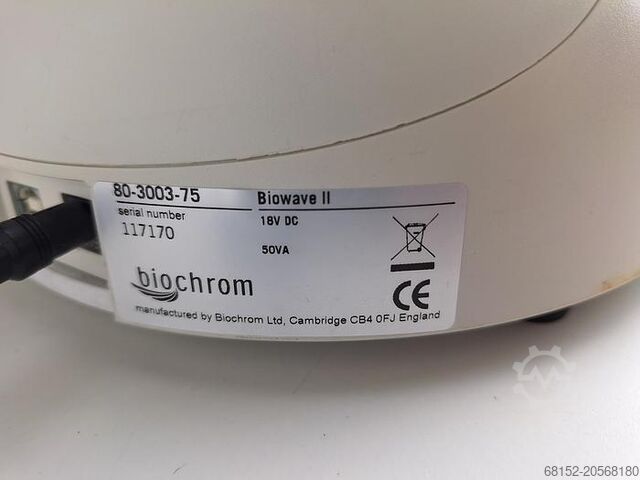 80-3003-75 Biowave II
serial number 18V DC
117170 50VA
biochrom
CE
manufactured by Biochrom Ltd, Cambridge CB4 0FJ England
68152-20568180